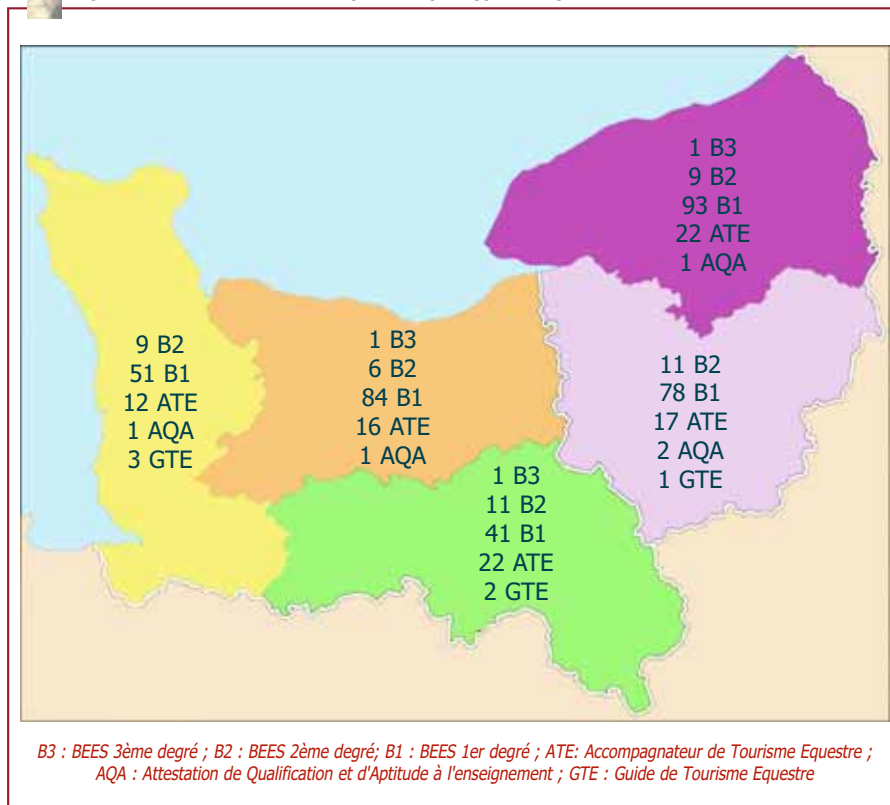 1 B3
9 B2
93 B1
22 ATE
1 AQA
9 B2
51 B1
12 ATE
1 AQA
3 GTE
1 B3
6 B2
84 B1
16 ATE
1 AQA
11 B2
78 B1
17 ATE
2 AQA
1 GTE
1 B3
11 B2
41 B1
22 ATE
2 GTE
B3 : BEES 3ème degré ; B2 : BEES 2ème degré; B1 : BEES 1er degré ; ATE: Accompagnateur de Tourisme Equestre ;
AQA : Attestation de Qualification et d'Aptitude à l'enseignement ; GTE : Guide de Tourisme Equestre